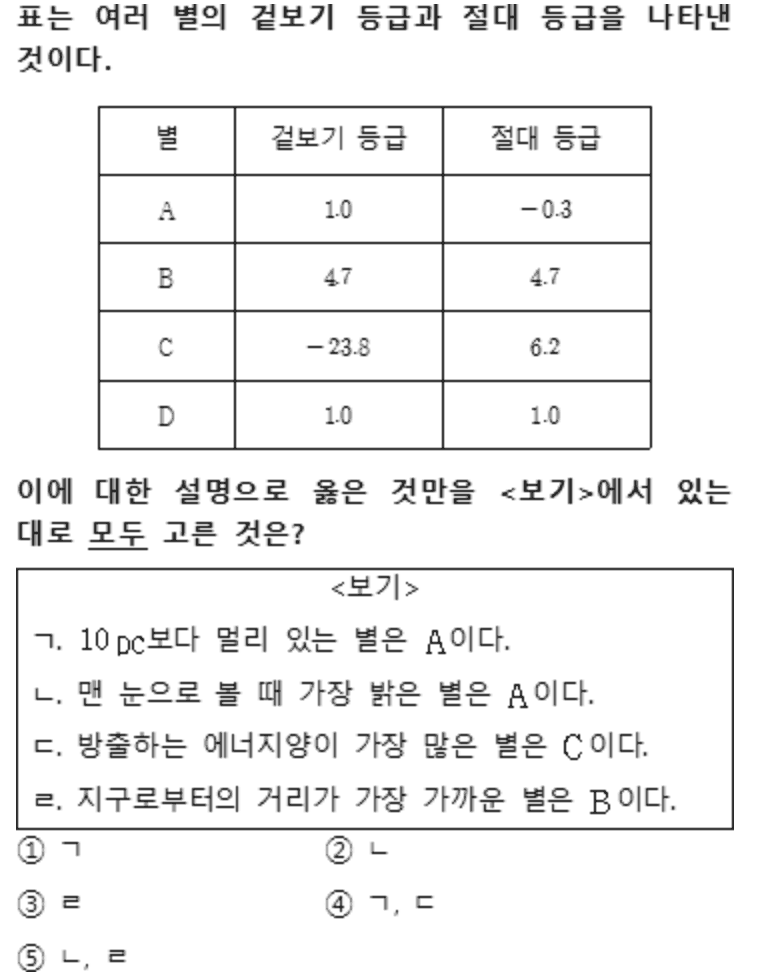 표는 여러 별의 겉보기 등급과 절대 등급을 나타낸
것이다.
별 겉보기 등급 절대 등급
A 1.0 －0.3
B 4.7 4.7
C －23.8 6.2
D 1.0 1.0
이에 대한 설명으로 옳은 것만을 <보기>에서 있는
대로 모두 고른 것은?
<보기>
ㄱ. 10pc보다 멀리 있는 별은 A이다.
ㄴ. 맨 눈으로 볼 때 가장 밝은 별은 A이다.
ㄷ. 방출하는 에너지양이 가장 많은 별은 C이다.
ㄹ. 지구로부터의 거리가 가장 가까운 별은 B이다.
① ㄱ ② ㄴ
③ ㄹ ④ ㄱ, ㄷ
⑤ ㄴ, ㄹ